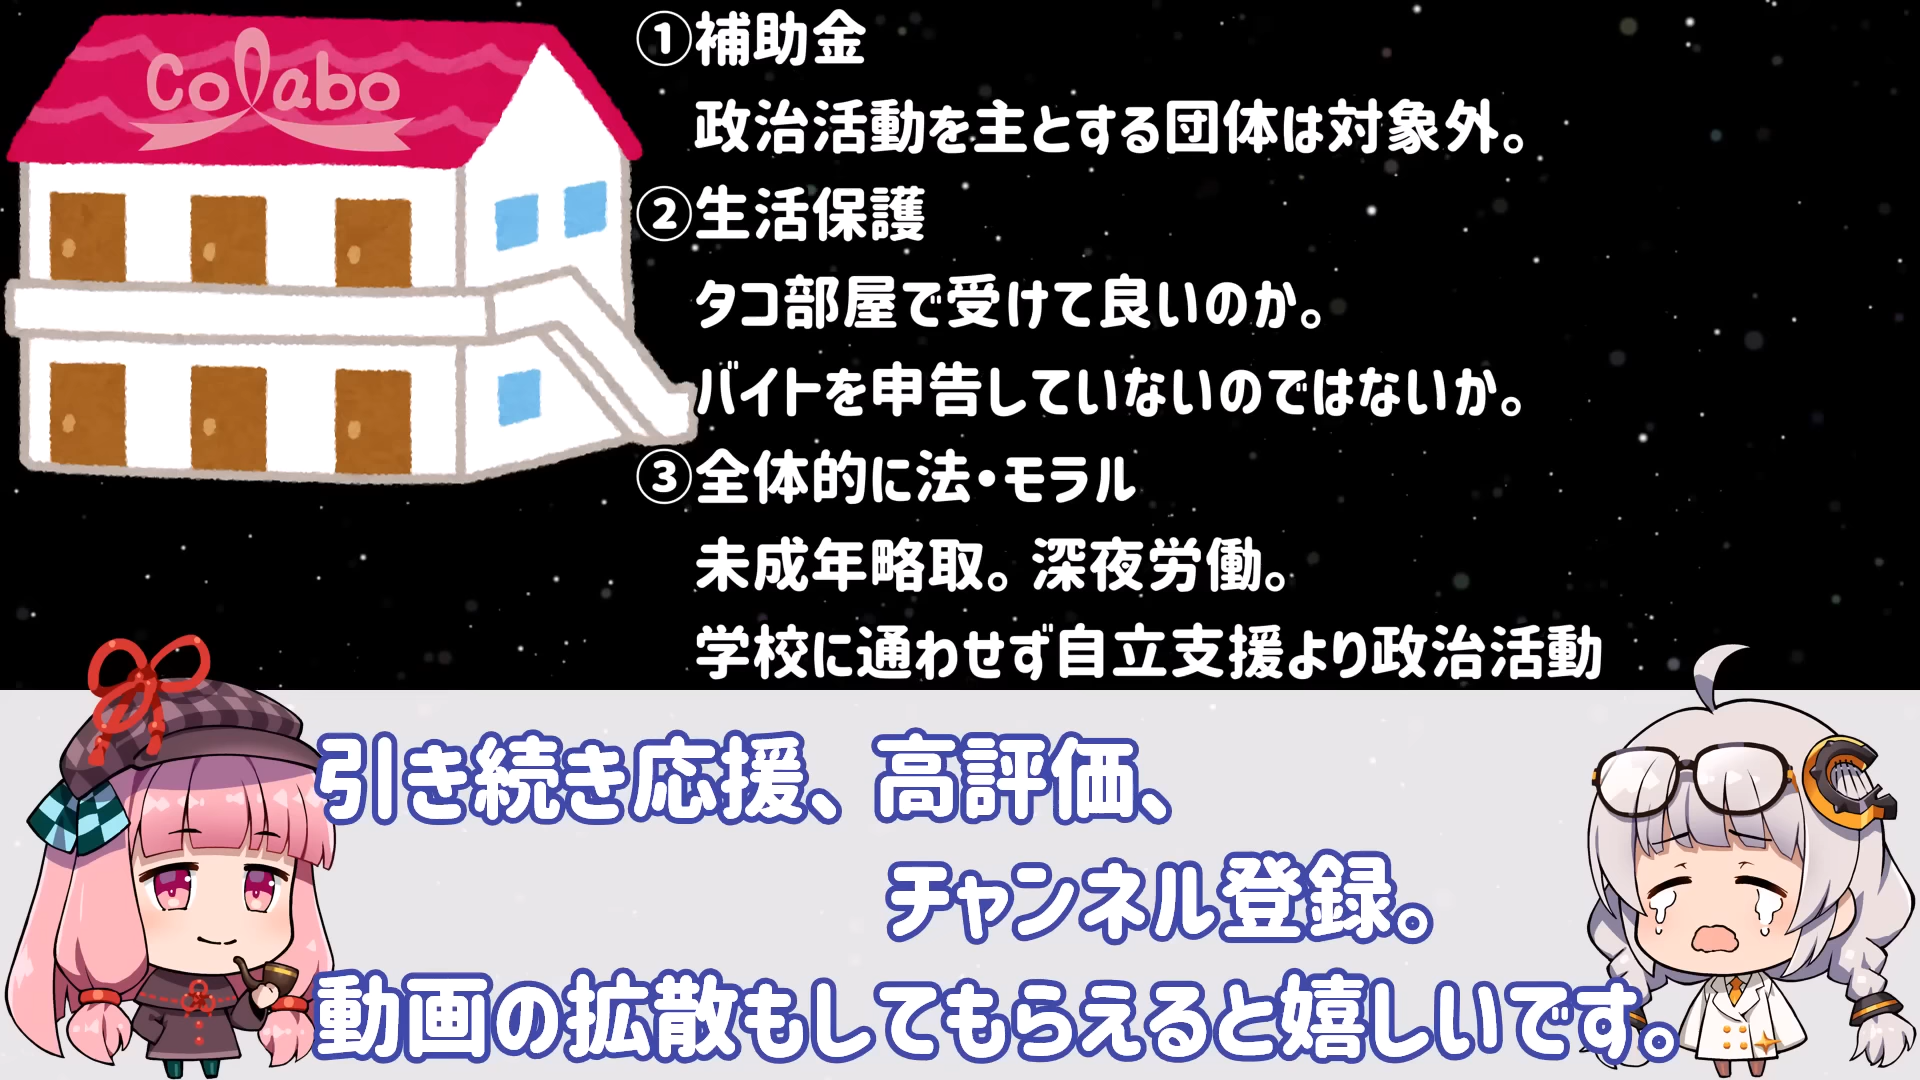 Colabo
①補助金
政治活動を主とする団体は対象外。
②生活保護
タコ部屋で受けて良いのか。
バイトを申告していないのではないか。
③全体的に法・モラル
未成年略取。深夜労働。
学校に通わせず自立支援より政治活動
引き続き応援、高評価、
チャンネル登録。
動画の拡散もしてもらえると嬉しいです。